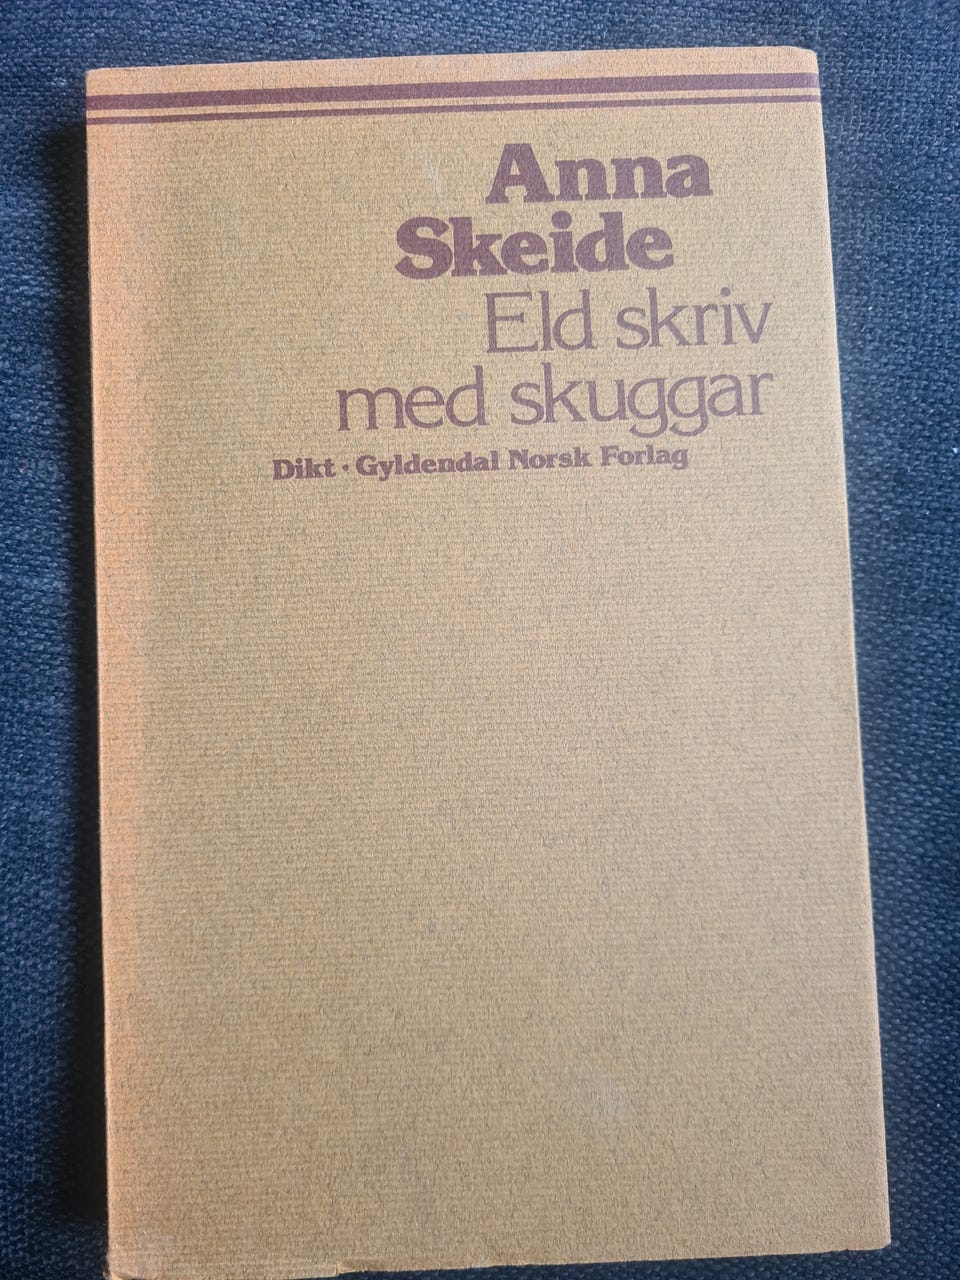 Anna
Skeide
Eld skriv
med skuggar
Dikt · Gyldendal Norsk Forlag